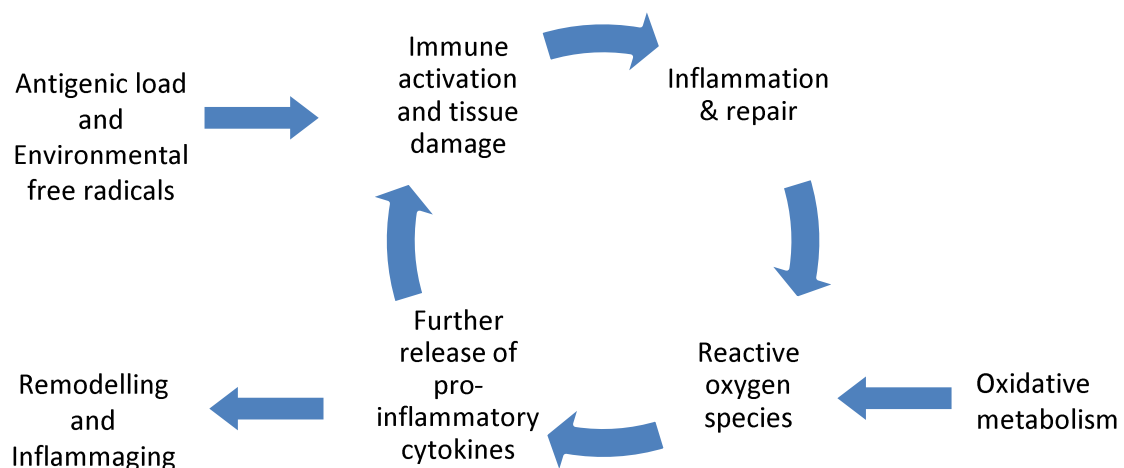 Antigenic load
and
Environmental
free radicals
Immune
activation
and tissue
damage
Inflammation
& repair
Reactive
oxygen
species
Oxidative
metabolism
Further
release of
pro-
inflammatory
cytokines
Remodelling
and
Inflammaging